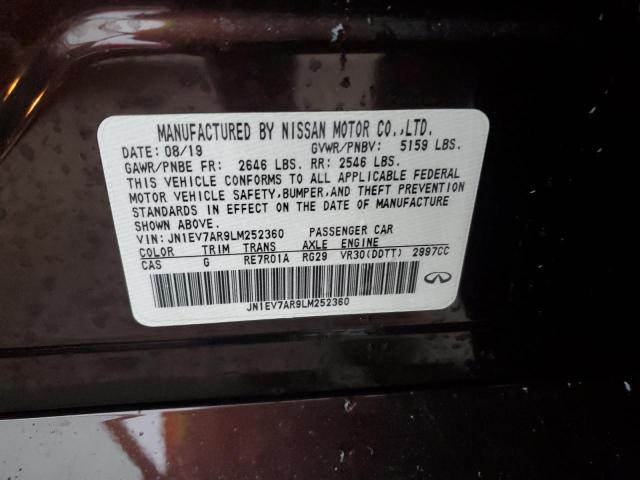 MANUFACTURED BY NISSAN MOTOR CO.,LTD.
DATE: 08/19 GVWR/PNBV: 5159 LBS.
GAWR/PNBE FR: 2646 LBS. RR: 2546 LBS.
THIS VEHICLE CONFORMS TO ALL APPLICABLE FEDERAL
MOTOR VEHICLE SAFETY,BUMPER,AND THEFT PREVENTION
STANDARDS IN EFFECT ON THE DATE OF MANUFACTURE
SHOWN ABOVE.
VIN: JN1EV7AR9LM252360 PASSENGER CAR
COLOR TRIM TRANS AXLE ENGINE
CAS G RE7R01A RG29 VR30(DDTT) 2997CC
JN1EV7AR9LM252360